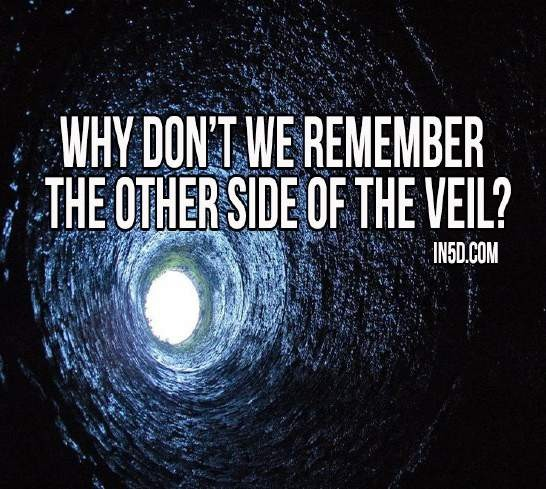 WHY DON'T WE REMEMBER
THE OTHER SIDE OF THE VEIL?
IN5D.COM